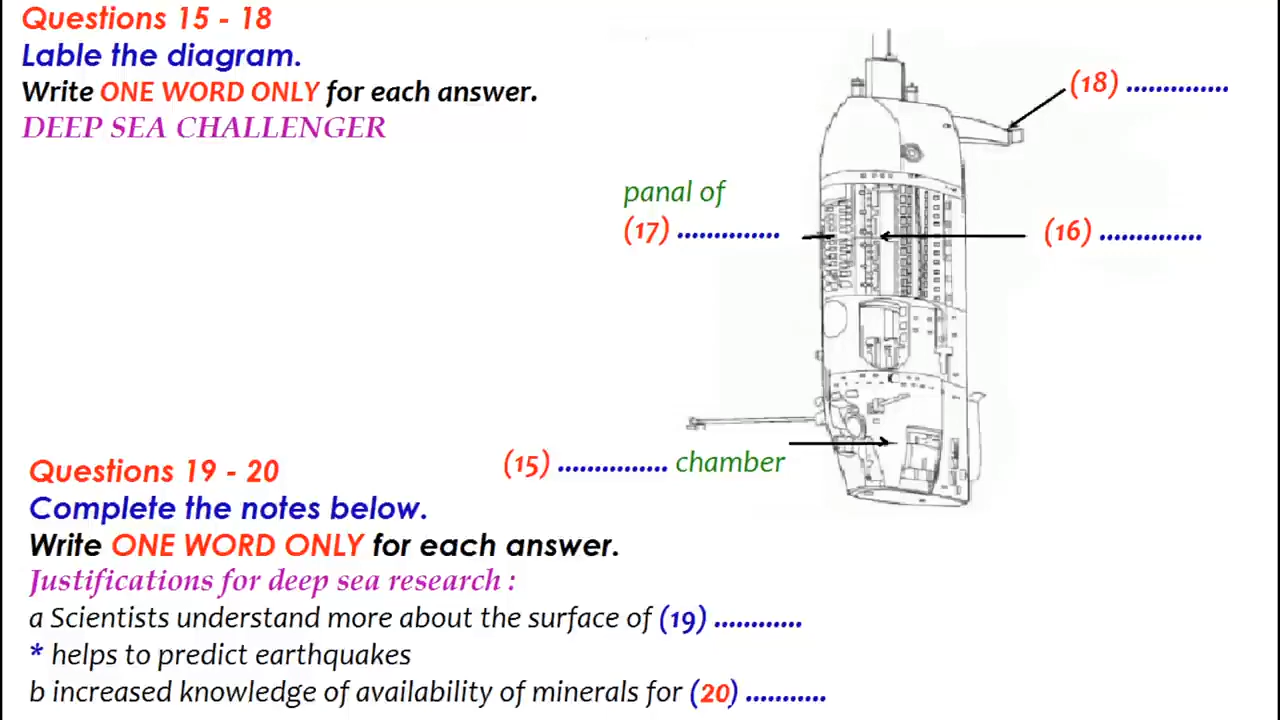 Questions 15 - 18
Lable the diagram.
Write ONE WORD ONLY for each answer.
DEEP SEA CHALLENGER
(18) ..............
panal of
(17) ..............
(16) ..............
(15) ............... chamber
Questions 19 - 20
Complete the notes below.
Write ONE WORD ONLY for each answer.
Justifications for deep sea research :
a Scientists understand more about the surface of (19) ............
* helps to predict earthquakes
b increased knowledge of availability of minerals for (20) ...........